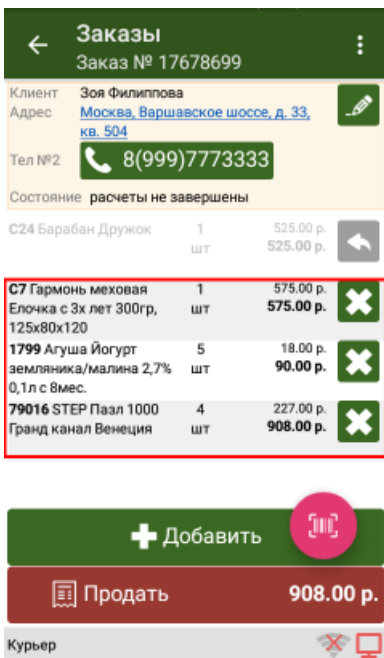 Заказы
Заказ № 17678699
Клиент Зоя Филиппова
Адрес Москва, Варшавское шоссе, д. 33,
кв. 504
Тел №2 8(999)7773333
Состояние расчеты не завершены
C24 Барабан Дружок 1 525.00 р.
шт 525.00 р.
C7 Гармонь меховая 1 575.00 р.
Елочка с 3х лет 300гр, шт 575.00 р.
125х80х120
1799 Агуша Йогурт 5 18.00 р.
земляника/малина 2,7% шт 90.00 р.
0,1л с 8мес.
79016 STEP Пазл 1000 4 227.00 р.
Гранд канал Венеция шт 908.00 р.
Добавить
Продать 908.00 р.
Курьер